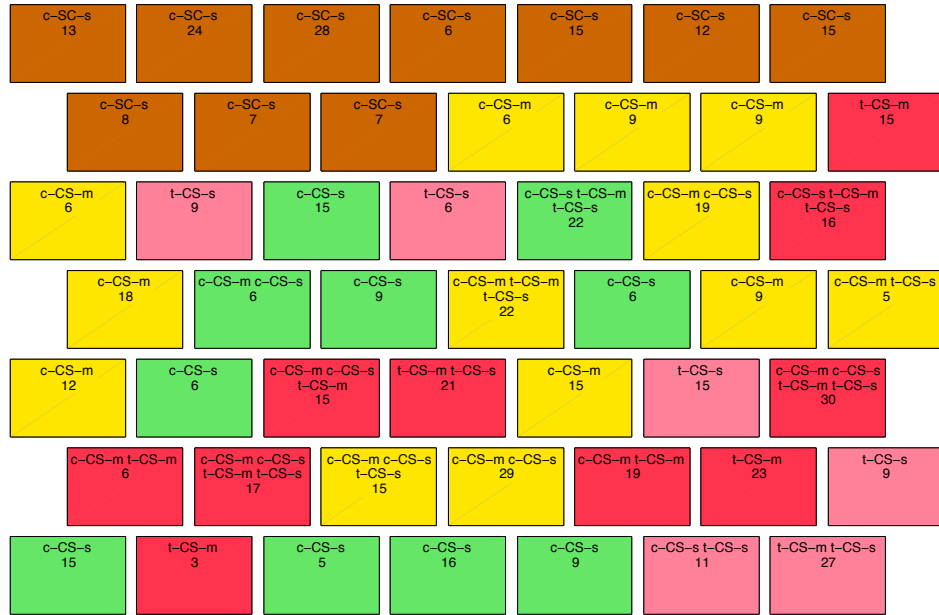 c–SC–s
13
c–SC–s
24
c–SC–s
28
c–SC–s
6
c–SC–s
15
c–SC–s
12
c–SC–s
15
c–SC–s
8
c–SC–s
7
c–SC–s
7
c–CS–m
6
c–CS–m
9
c–CS–m
9
t–CS–m
15
c–CS–m
6
t–CS–s
9
c–CS–s
15
t–CS–s
6
c–CS–s t–CS–m
t–CS–s
22
c–CS–m c–CS–s
19
c–CS–s t–CS–m
t–CS–s
16
c–CS–m
18
c–CS–m c–CS–s
6
c–CS–s
9
c–CS–m t–CS–m
t–CS–s
22
c–CS–s
6
c–CS–m
9
c–CS–m t–CS–s
5
c–CS–m
12
c–CS–s
6
c–CS–m c–CS–s
t–CS–m
15
t–CS–m t–CS–s
21
c–CS–m
15
t–CS–s
15
c–CS–m c–CS–s
t–CS–m t–CS–s
30
c–CS–m t–CS–m
6
c–CS–m c–CS–s
t–CS–m t–CS–s
17
c–CS–m c–CS–s
t–CS–s
15
c–CS–m c–CS–s
29
c–CS–m t–CS–m
19
t–CS–m
23
t–CS–s
9
c–CS–s
15
t–CS–m
3
c–CS–s
5
c–CS–s
16
c–CS–s
9
c–CS–s t–CS–s
11
t–CS–m t–CS–s
27